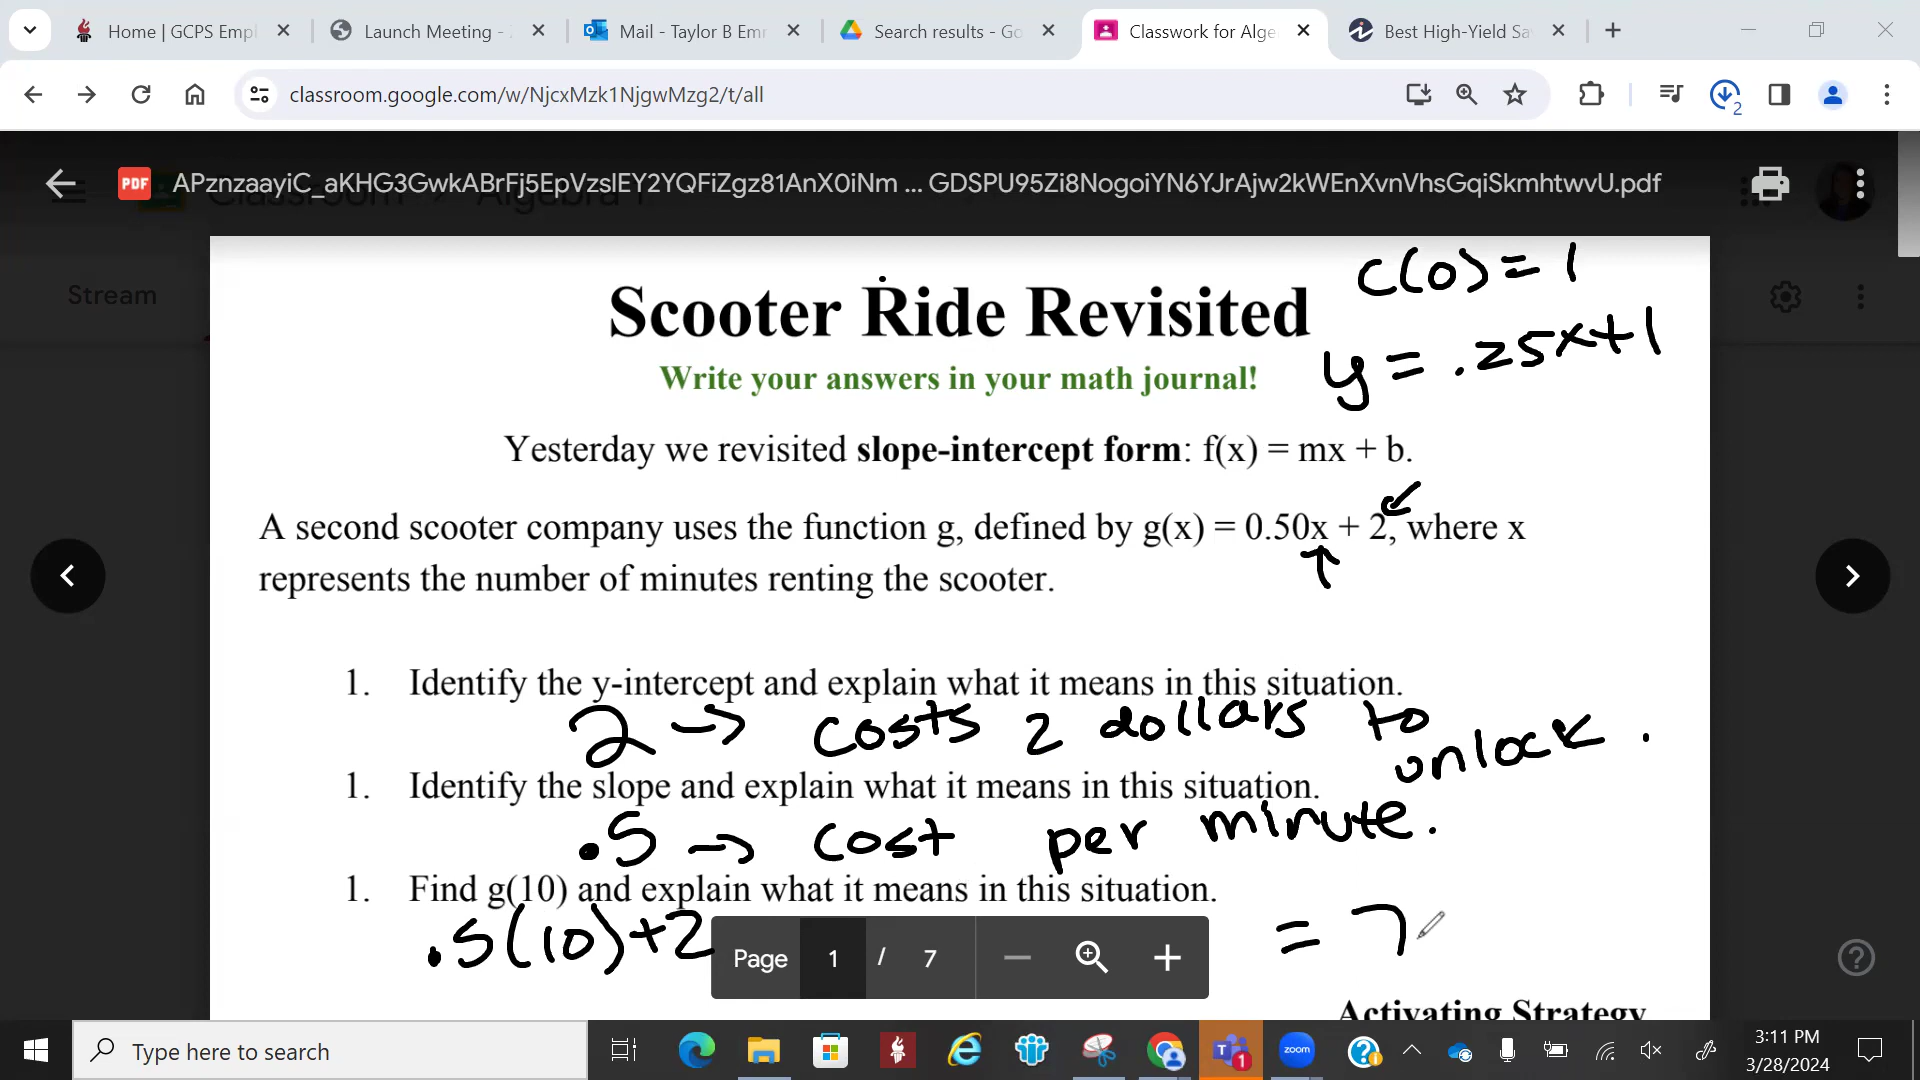 Home | GCPS Empl
Launch Meeting -
Mail - Taylor B Em
Search results - Go
Classwork for Alge
Best High-Yield Sa
classroom.google.com/w/NjcxMzk1NjgwMzg2/t/all
2
PDF
APznzaayiC_aKHG3GwkABrFj5EpVzslEY2YQFiZgz81AnX0iNm ... GDSPU95Zi8NogoiYN6YJrAjw2kWEnXvnVhsGqiSkmhtwvU.pdf
Stream
c(0) = 1
Scooter Ride Revisited
y = .25x+1
Write your answers in your math journal!
Yesterday we revisited slope-intercept form: f(x) = mx + b.
A second scooter company uses the function g, defined by g(x) = 0.50x + 2, where x
represents the number of minutes renting the scooter.
1. Identify the y-intercept and explain what it means in this situation.
2 → costs 2 dollars to
unlock.
1. Identify the slope and explain what it means in this situation.
.5 → cost per minute.
1. Find g(10) and explain what it means in this situation.
.5(10)+2 = 7
Page 1 / 7
Activating Strategy
Type here to search
1
zoom
3:11 PM
3/28/2024